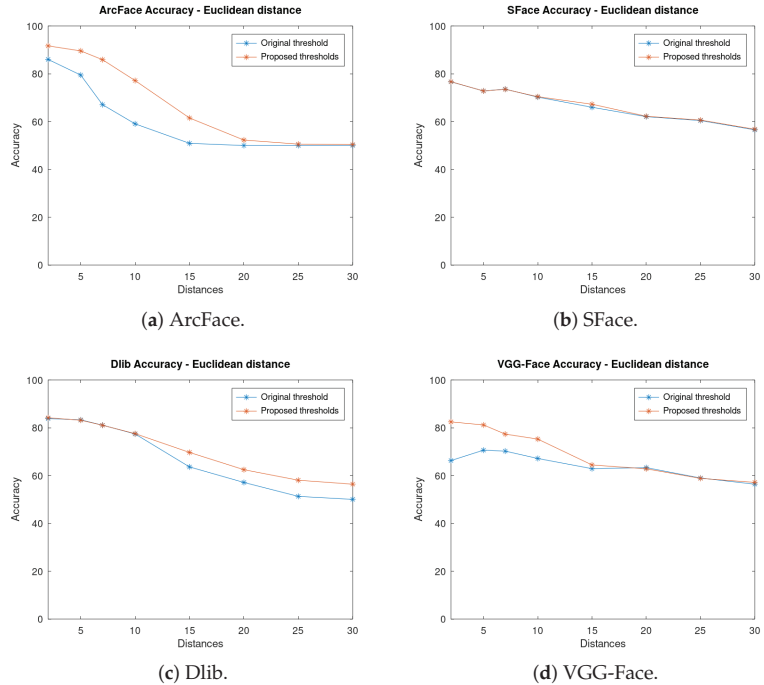 ArcFace Accuracy - Euclidean distance
100
80
60
40
20
0
Accuracy
Original threshold
Proposed thresholds
5 10 15 20 25 30
Distances
(a) ArcFace.
SFace Accuracy - Euclidean distance
100
80
60
40
20
0
Accuracy
Original threshold
Proposed thresholds
5 10 15 20 25 30
Distances
(b) SFace.
Dlib Accuracy - Euclidean distance
100
80
60
40
20
0
Accuracy
Original threshold
Proposed thresholds
5 10 15 20 25 30
Distances
(c) Dlib.
VGG-Face Accuracy - Euclidean distance
100
80
60
40
20
0
Accuracy
Original threshold
Proposed thresholds
5 10 15 20 25 30
Distances
(d) VGG-Face.